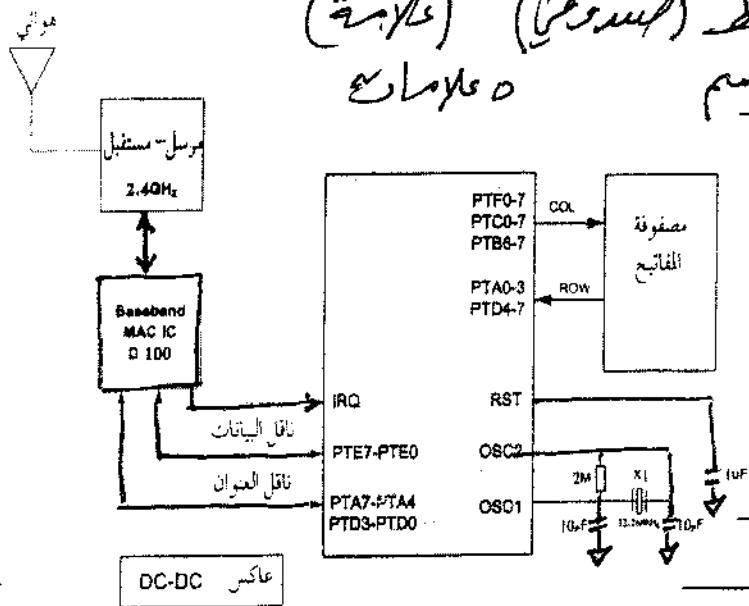 (صندوقي) (علامة)
٥ علامات
هوائي
مرسل - مستقبل
2.4GHz
Baseband
MAC IC
D 100
PTF0-7
PTC0-7
PTB6-7
COL
مصفوفة
المفاتيح
PTA0-3
PTD4-7
ROW
IRQ
RST
ناقل البيانات
PTE7-PTE0
OSC2
ناقل العنوان
PTA7-PTA4
PTD3-PTD0
OSC1
2M
X1
1uF
10pF
10pF
عاكس DC-DC